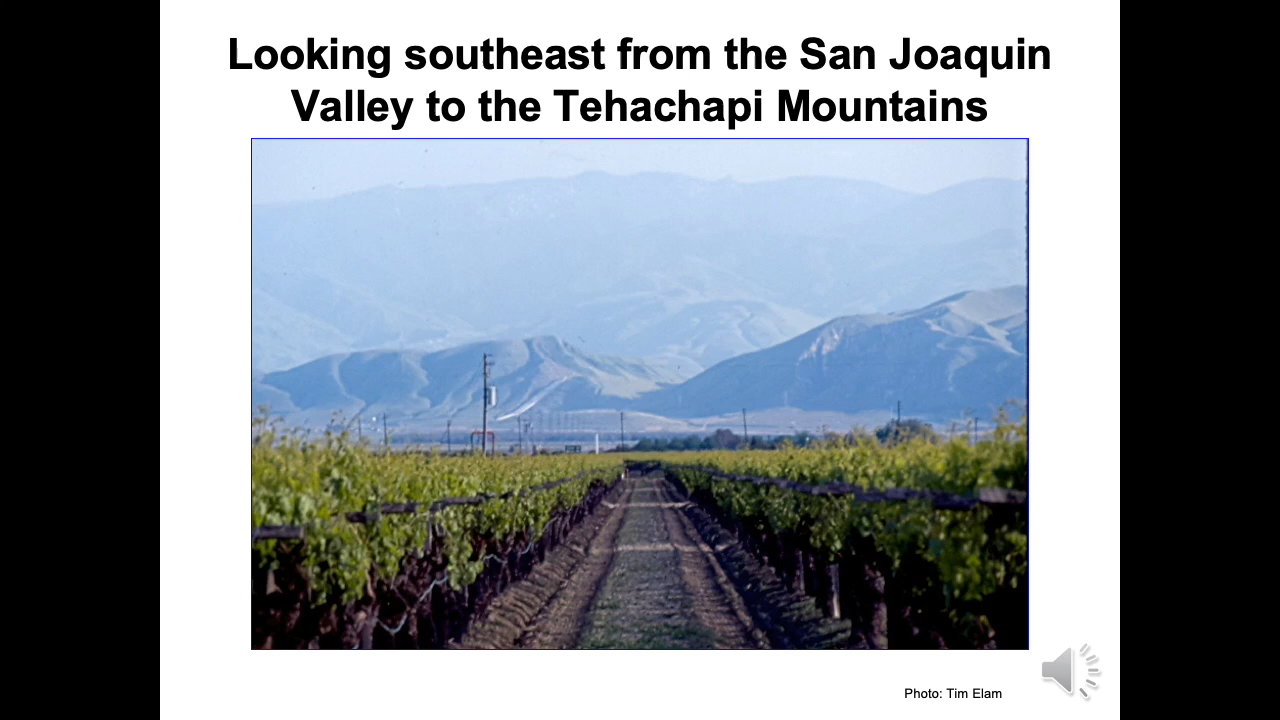 Looking southeast from the San Joaquin
Valley to the Tehachapi Mountains
Photo: Tim Elam